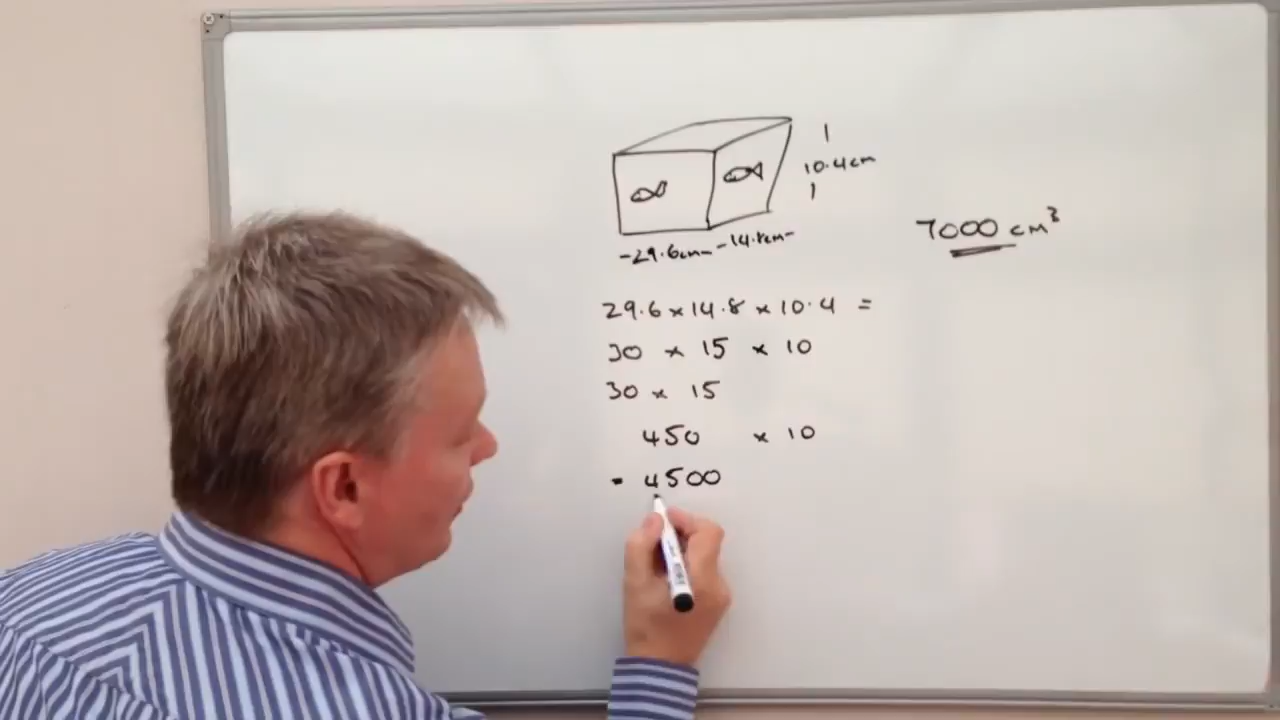 10.4cm
-29.6cm- -14.8cm-
7000 cm³
29.6 x 14.8 x 10.4 =
30 x 15 x 10
30 x 15
450 x 10
= 4500